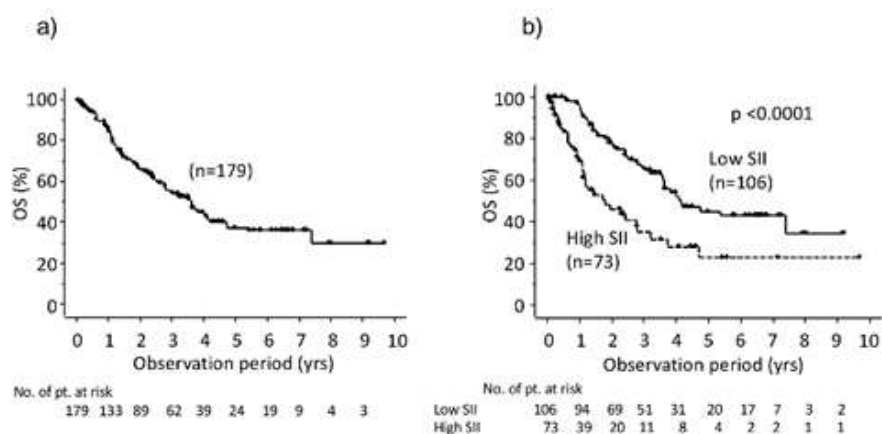 a)
100
80
60
40
20
0
OS (%)
(n=179)
0 1 2 3 4 5 6 7 8 9 10
Observation period (yrs)
No. of pt. at risk
179 133 89 62 39 24 19 9 4 3
b)
100
80
60
40
20
0
OS (%)
p <0.0001
Low SII
(n=106)
High SII
(n=73)
0 1 2 3 4 5 6 7 8 9 10
Observation period (yrs)
No. of pt. at risk
Low SII 106 94 69 51 31 20 17 7 3 2
High SII 73 39 20 11 8 4 2 2 1 1